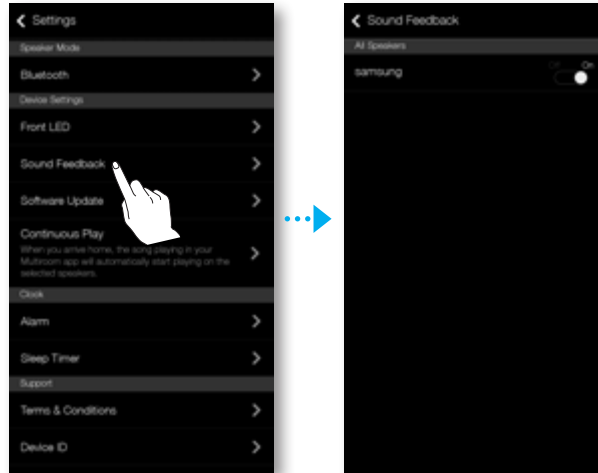 Settings
Speaker Mode
Bluetooth
Device Settings
Front LED
Sound Feedback
Software Update
Continuous Play
When you arrive home, the song playing in your
Multiroom app will automatically start playing on the
selected speakers.
Clock
Alarm
Sleep Timer
Support
Terms & Conditions
Device ID
Sound Feedback
All Speakers
samsung
Off On